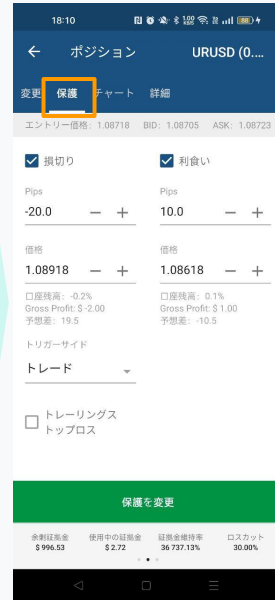 18:10
ポジション URUSD (0....
変更 保護 チャート 詳細
エントリー価格: 1.08718 BID: 1.08705 ASK: 1.08723
損切り 利食い
Pips Pips
-20.0 － ＋ 10.0 － ＋
価格 価格
1.08918 － ＋ 1.08618 － ＋
口座残高: -0.2% 口座残高: 0.1%
Gross Profit: $ -2.00 Gross Profit: $ 1.00
予想差: 19.5 予想差: -10.5
トリガーサイド
トレード
トレーリングス
トップロス
保護を変更
余剰証拠金 使用中の証拠金 証拠金維持率 ロスカット
$ 996.53 $ 2.72 36 737.13% 30.00%